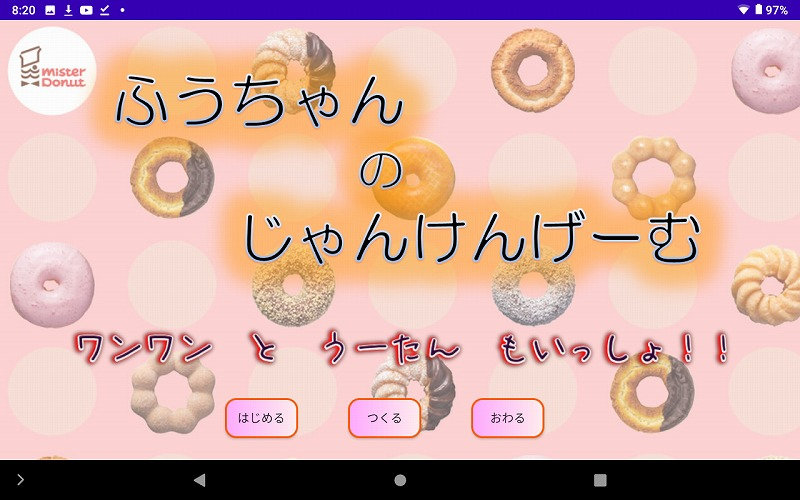 8:20
97%
mister
Donut
ふうちゃん
の
じゃんけんげーむ
ワンワン と うーたん もいっしょ!!
はじめる
つくる
おわる